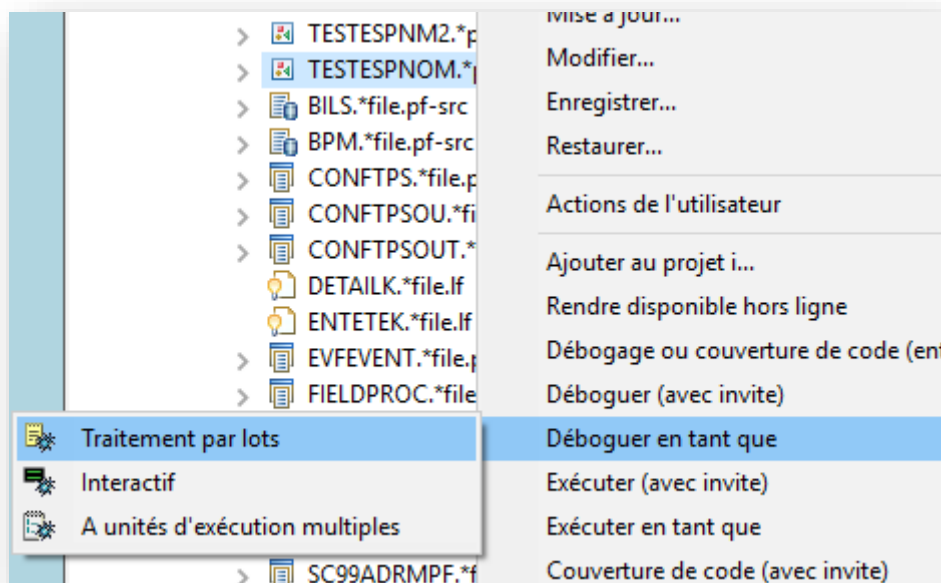 TESTESPNM2.*p
TESTESPNOM.*p
BILS.*file.pf-src
BPM.*file.pf-src
CONFTPS.*file.p
CONFTPSOU.*fi
CONFTPSOUT.*
DETAILK.*file.lf
ENTETEK.*file.lf
EVFEVENT.*file.p
FIELDPROC.*file
SC99ADRMPF.*f
Traitement par lots
Interactif
A unités d'exécution multiples
Mise à jour...
Modifier...
Enregistrer...
Restaurer...
Actions de l'utilisateur
Ajouter au projet i...
Rendre disponible hors ligne
Débogage ou couverture de code (ent
Déboguer (avec invite)
Déboguer en tant que
Exécuter (avec invite)
Exécuter en tant que
Couverture de code (avec invite)